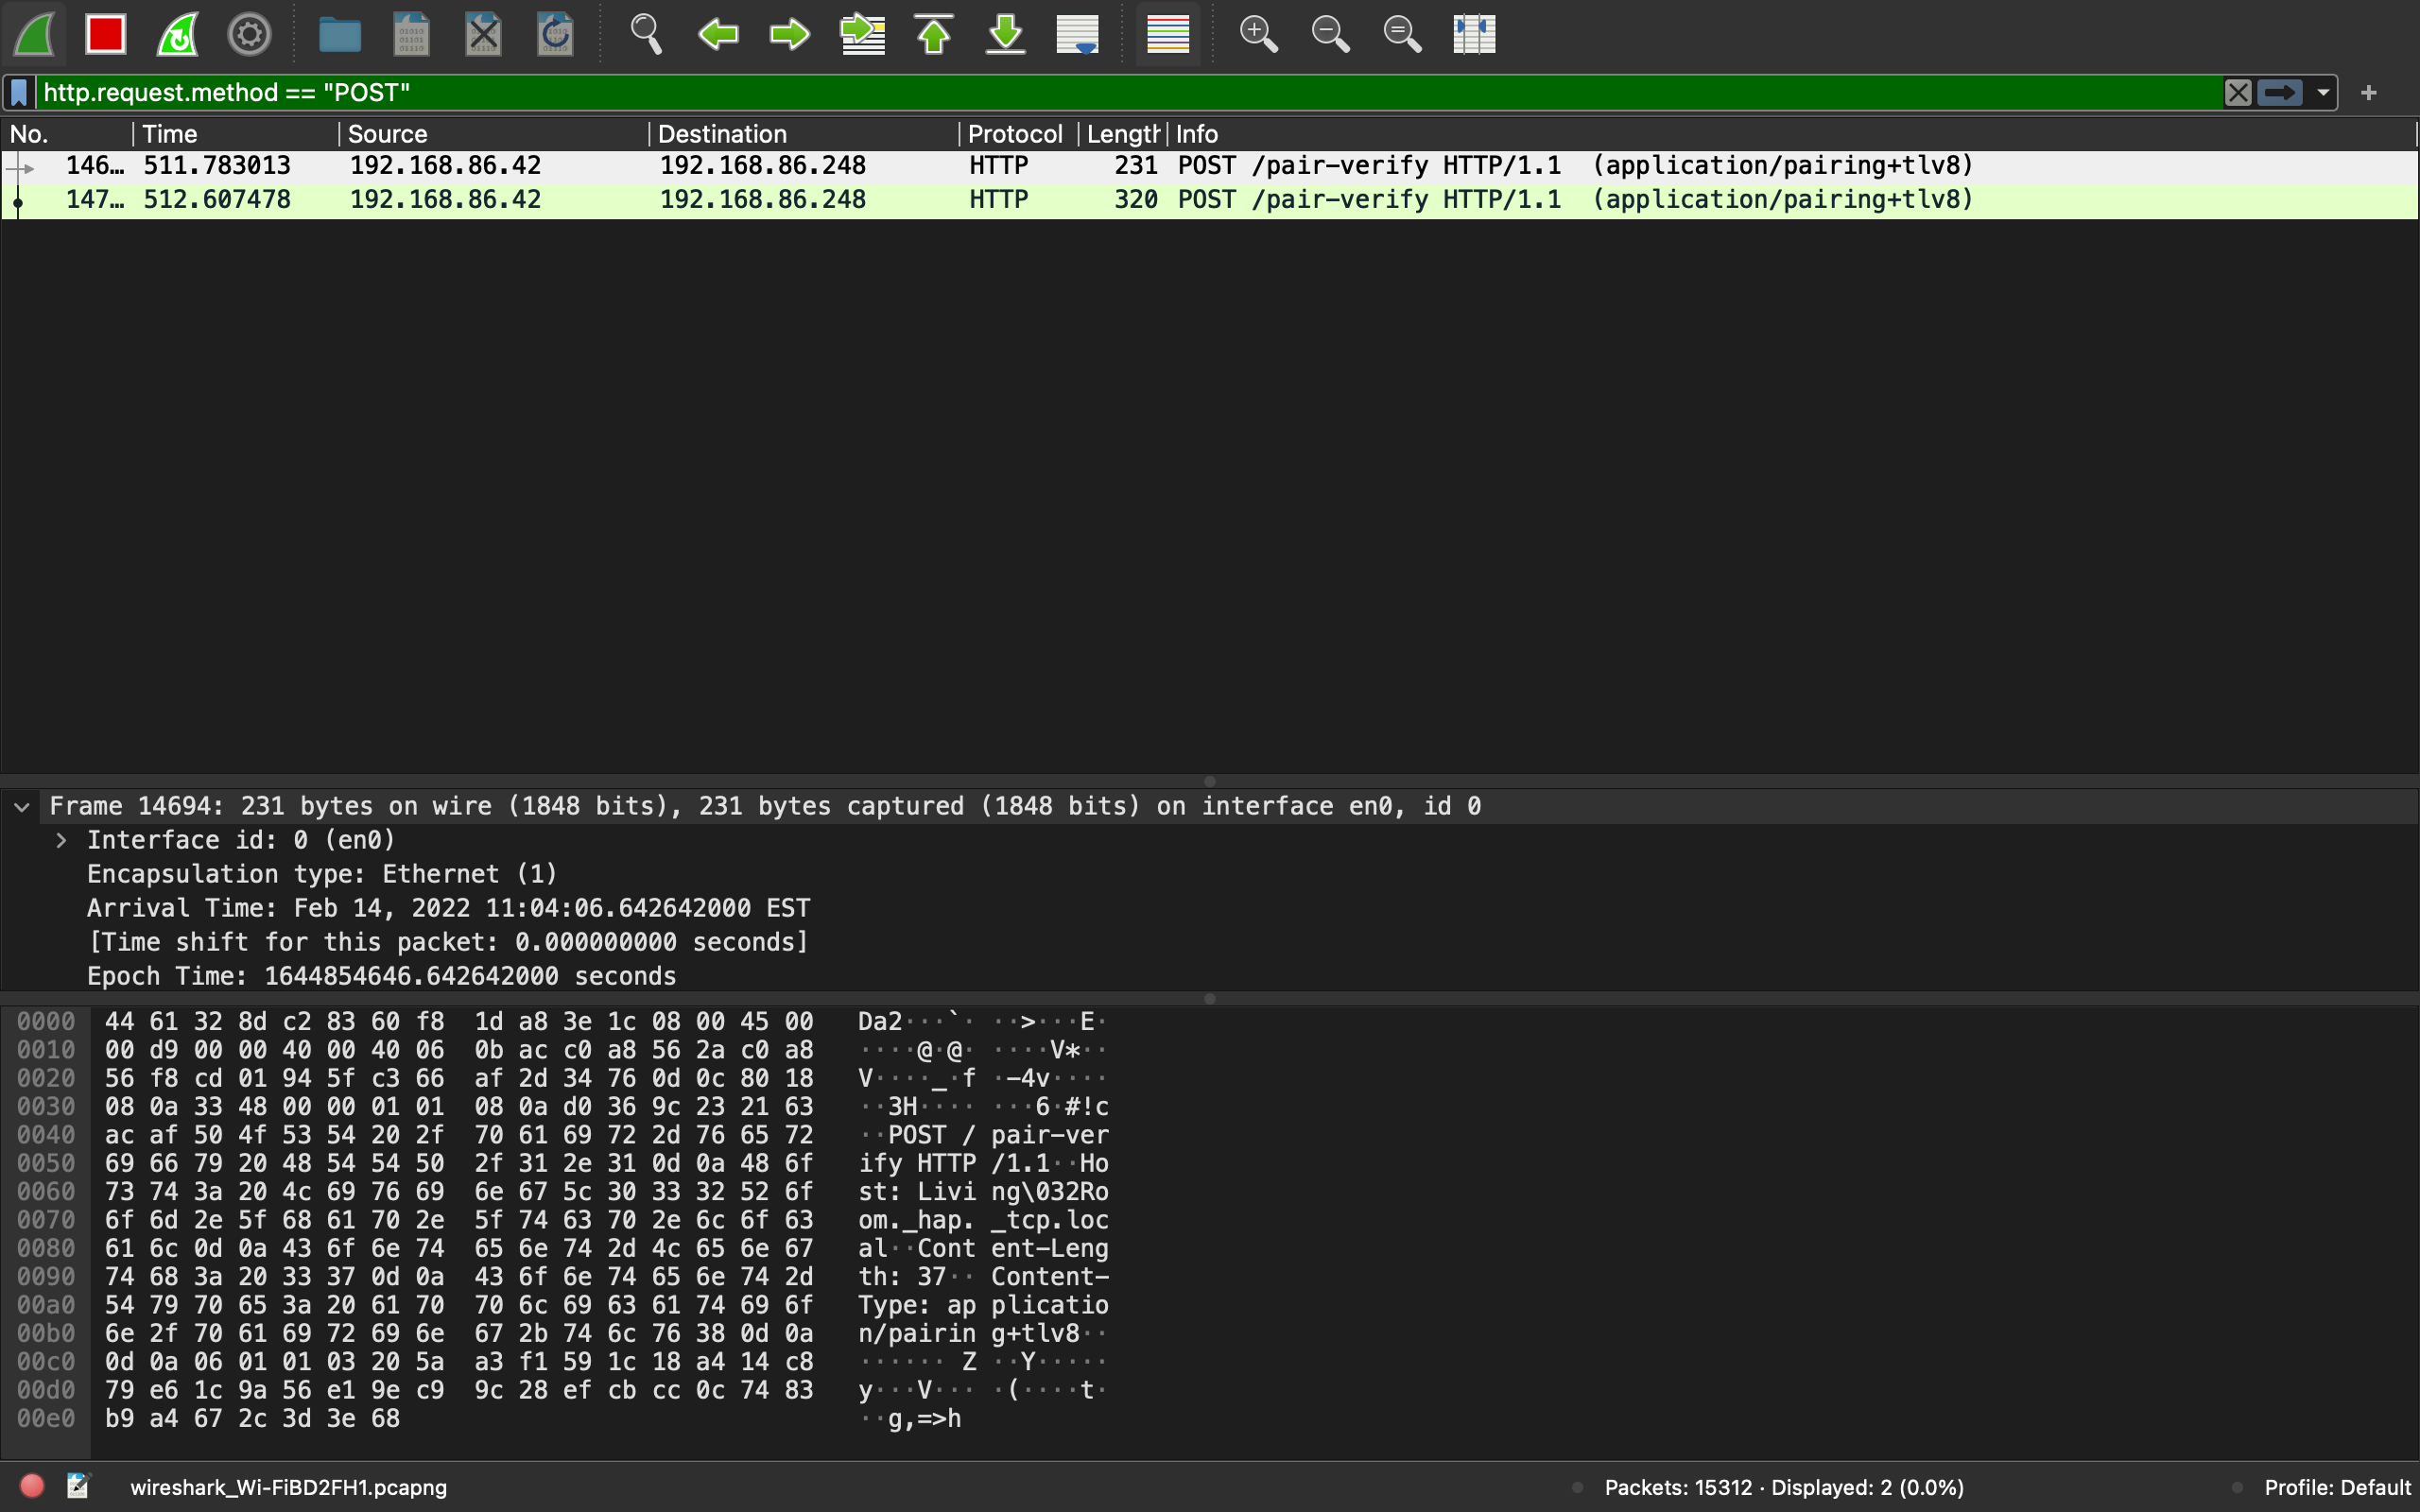 http.request.method == "POST"
No. Time Source Destination Protocol Length Info
146… 511.783013 192.168.86.42 192.168.86.248 HTTP 231 POST /pair-verify HTTP/1.1 (application/pairing+tlv8)
147… 512.607478 192.168.86.42 192.168.86.248 HTTP 320 POST /pair-verify HTTP/1.1 (application/pairing+tlv8)
Frame 14694: 231 bytes on wire (1848 bits), 231 bytes captured (1848 bits) on interface en0, id 0
Interface id: 0 (en0)
Encapsulation type: Ethernet (1)
Arrival Time: Feb 14, 2022 11:04:06.642642000 EST
[Time shift for this packet: 0.000000000 seconds]
Epoch Time: 1644854646.642642000 seconds
0000 44 61 32 8d c2 83 60 f8 1d a8 3e 1c 08 00 45 00 Da2···`· ··>···E·
0010 00 d9 00 00 40 00 40 06 0b ac c0 a8 56 2a c0 a8 ····@·@· ····V*··
0020 56 f8 cd 01 94 5f c3 66 af 2d 34 76 0d 0c 80 18 V····_·f ·-4v····
0030 08 0a 33 48 00 00 01 01 08 0a d0 36 9c 23 21 63 ··3H···· ···6·#!c
0040 ac af 50 4f 53 54 20 2f 70 61 69 72 2d 76 65 72 ··POST / pair-ver
0050 69 66 79 20 48 54 54 50 2f 31 2e 31 0d 0a 48 6f ify HTTP /1.1··Ho
0060 73 74 3a 20 4c 69 76 69 6e 67 5c 30 33 32 52 6f st: Livi ng\032Ro
0070 6f 6d 2e 5f 68 61 70 2e 5f 74 63 70 2e 6c 6f 63 om._hap. _tcp.loc
0080 61 6c 0d 0a 43 6f 6e 74 65 6e 74 2d 4c 65 6e 67 al··Cont ent-Leng
0090 74 68 3a 20 33 37 0d 0a 43 6f 6e 74 65 6e 74 2d th: 37·· Content-
00a0 54 79 70 65 3a 20 61 70 70 6c 69 63 61 74 69 6f Type: ap plicatio
00b0 6e 2f 70 61 69 72 69 6e 67 2b 74 6c 76 38 0d 0a n/pairin g+tlv8··
00c0 0d 0a 06 01 01 03 20 5a a3 f1 59 1c 18 a4 14 c8 ······ Z ··Y·····
00d0 79 e6 1c 9a 56 e1 9e c9 9c 28 ef cb cc 0c 74 83 y···V··· ·(····t·
00e0 b9 a4 67 2c 3d 3e 68 ··g,=>h
wireshark_Wi-FiBD2FH1.pcapng Packets: 15312 · Displayed: 2 (0.0%) Profile: Default